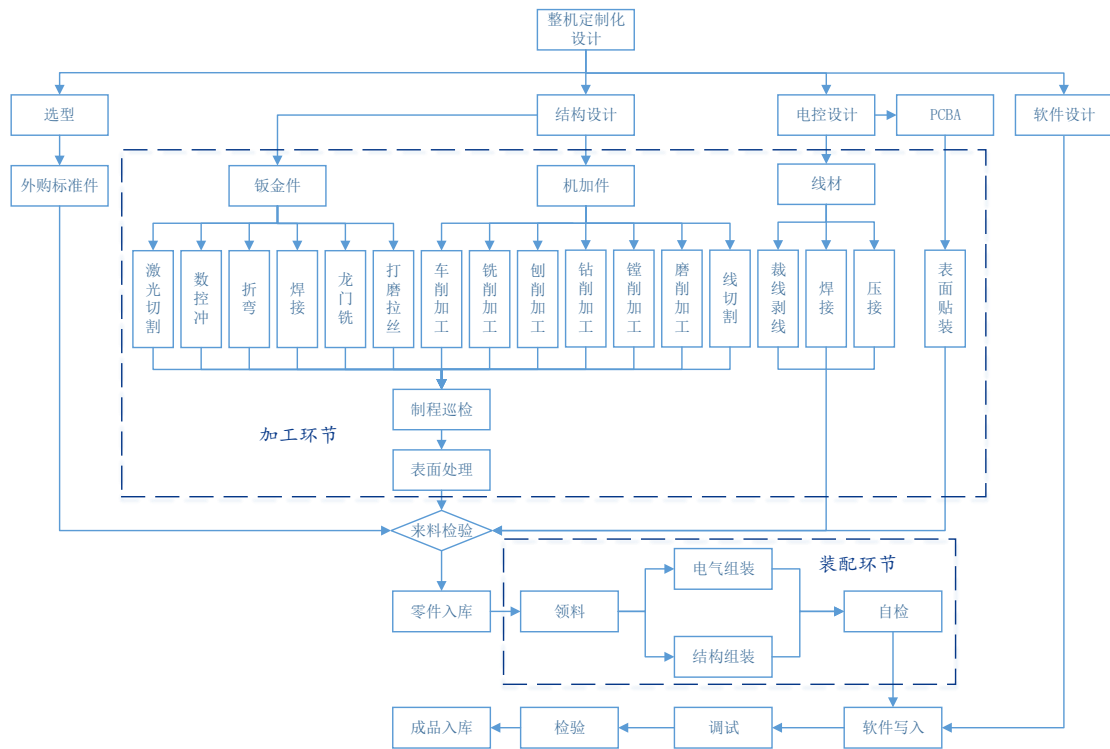 整机定制化
设计
选型
结构设计
电控设计
PCBA
软件设计
外购标准件
钣金件
机加件
线材
激光切割
数控冲
折弯
焊接
龙门铣
打磨拉丝
车削加工
铣削加工
刨削加工
钻削加工
镗削加工
磨削加工
线切割
裁线剥线
焊接
压接
表面贴装
制程巡检
加工环节
表面处理
来料检验
装配环节
电气组装
零件入库
领料
自检
结构组装
成品入库
检验
调试
软件写入